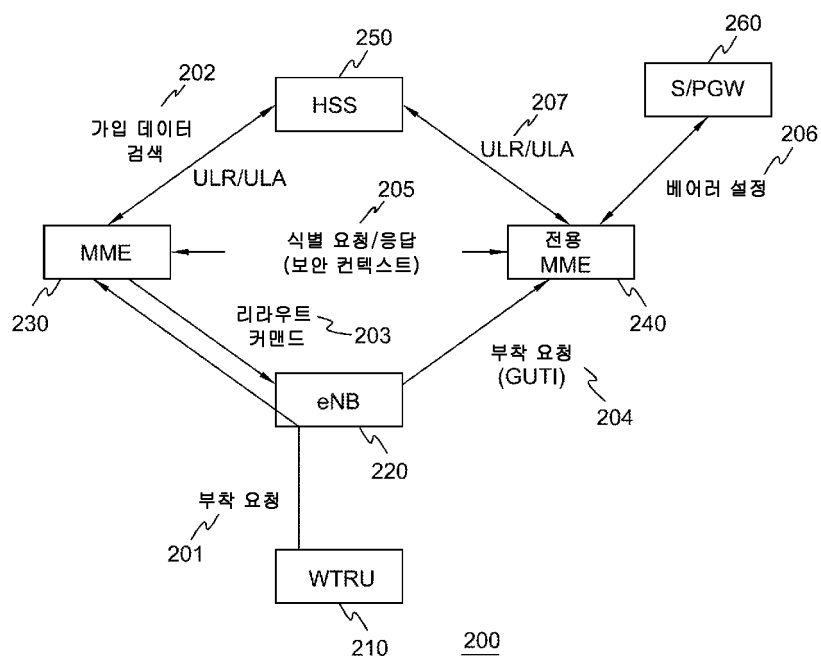 250
HSS
260
S/PGW
202
가입 데이터
검색
ULR/ULA
207
ULR/ULA
206
베어러 설정
MME
230
205
식별 요청/응답
(보안 컨텍스트)
전용
MME
240
리라우트
커맨드
203
eNB
220
부착 요청
(GUTI)
204
부착 요청
201
WTRU
210
200